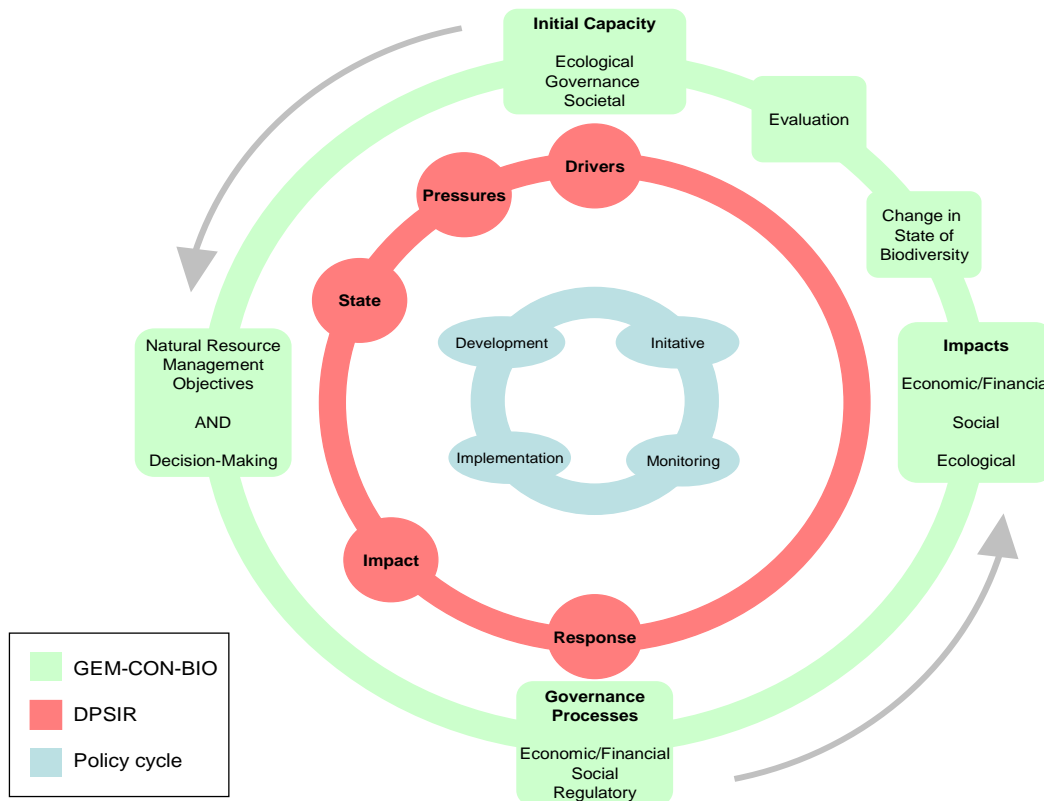 Initial Capacity
Ecological
Governance
Societal
Evaluation
Drivers
Pressures
Change in
State of
Biodiversity
State
Development
Initative
Natural Resource
Management
Objectives
AND
Decision-Making
Impacts
Economic/Financial
Social
Ecological
Implementation
Monitoring
Impact
Response
Governance
Processes
Economic/Financial
Social
Regulatory
GEM-CON-BIO
DPSIR
Policy cycle